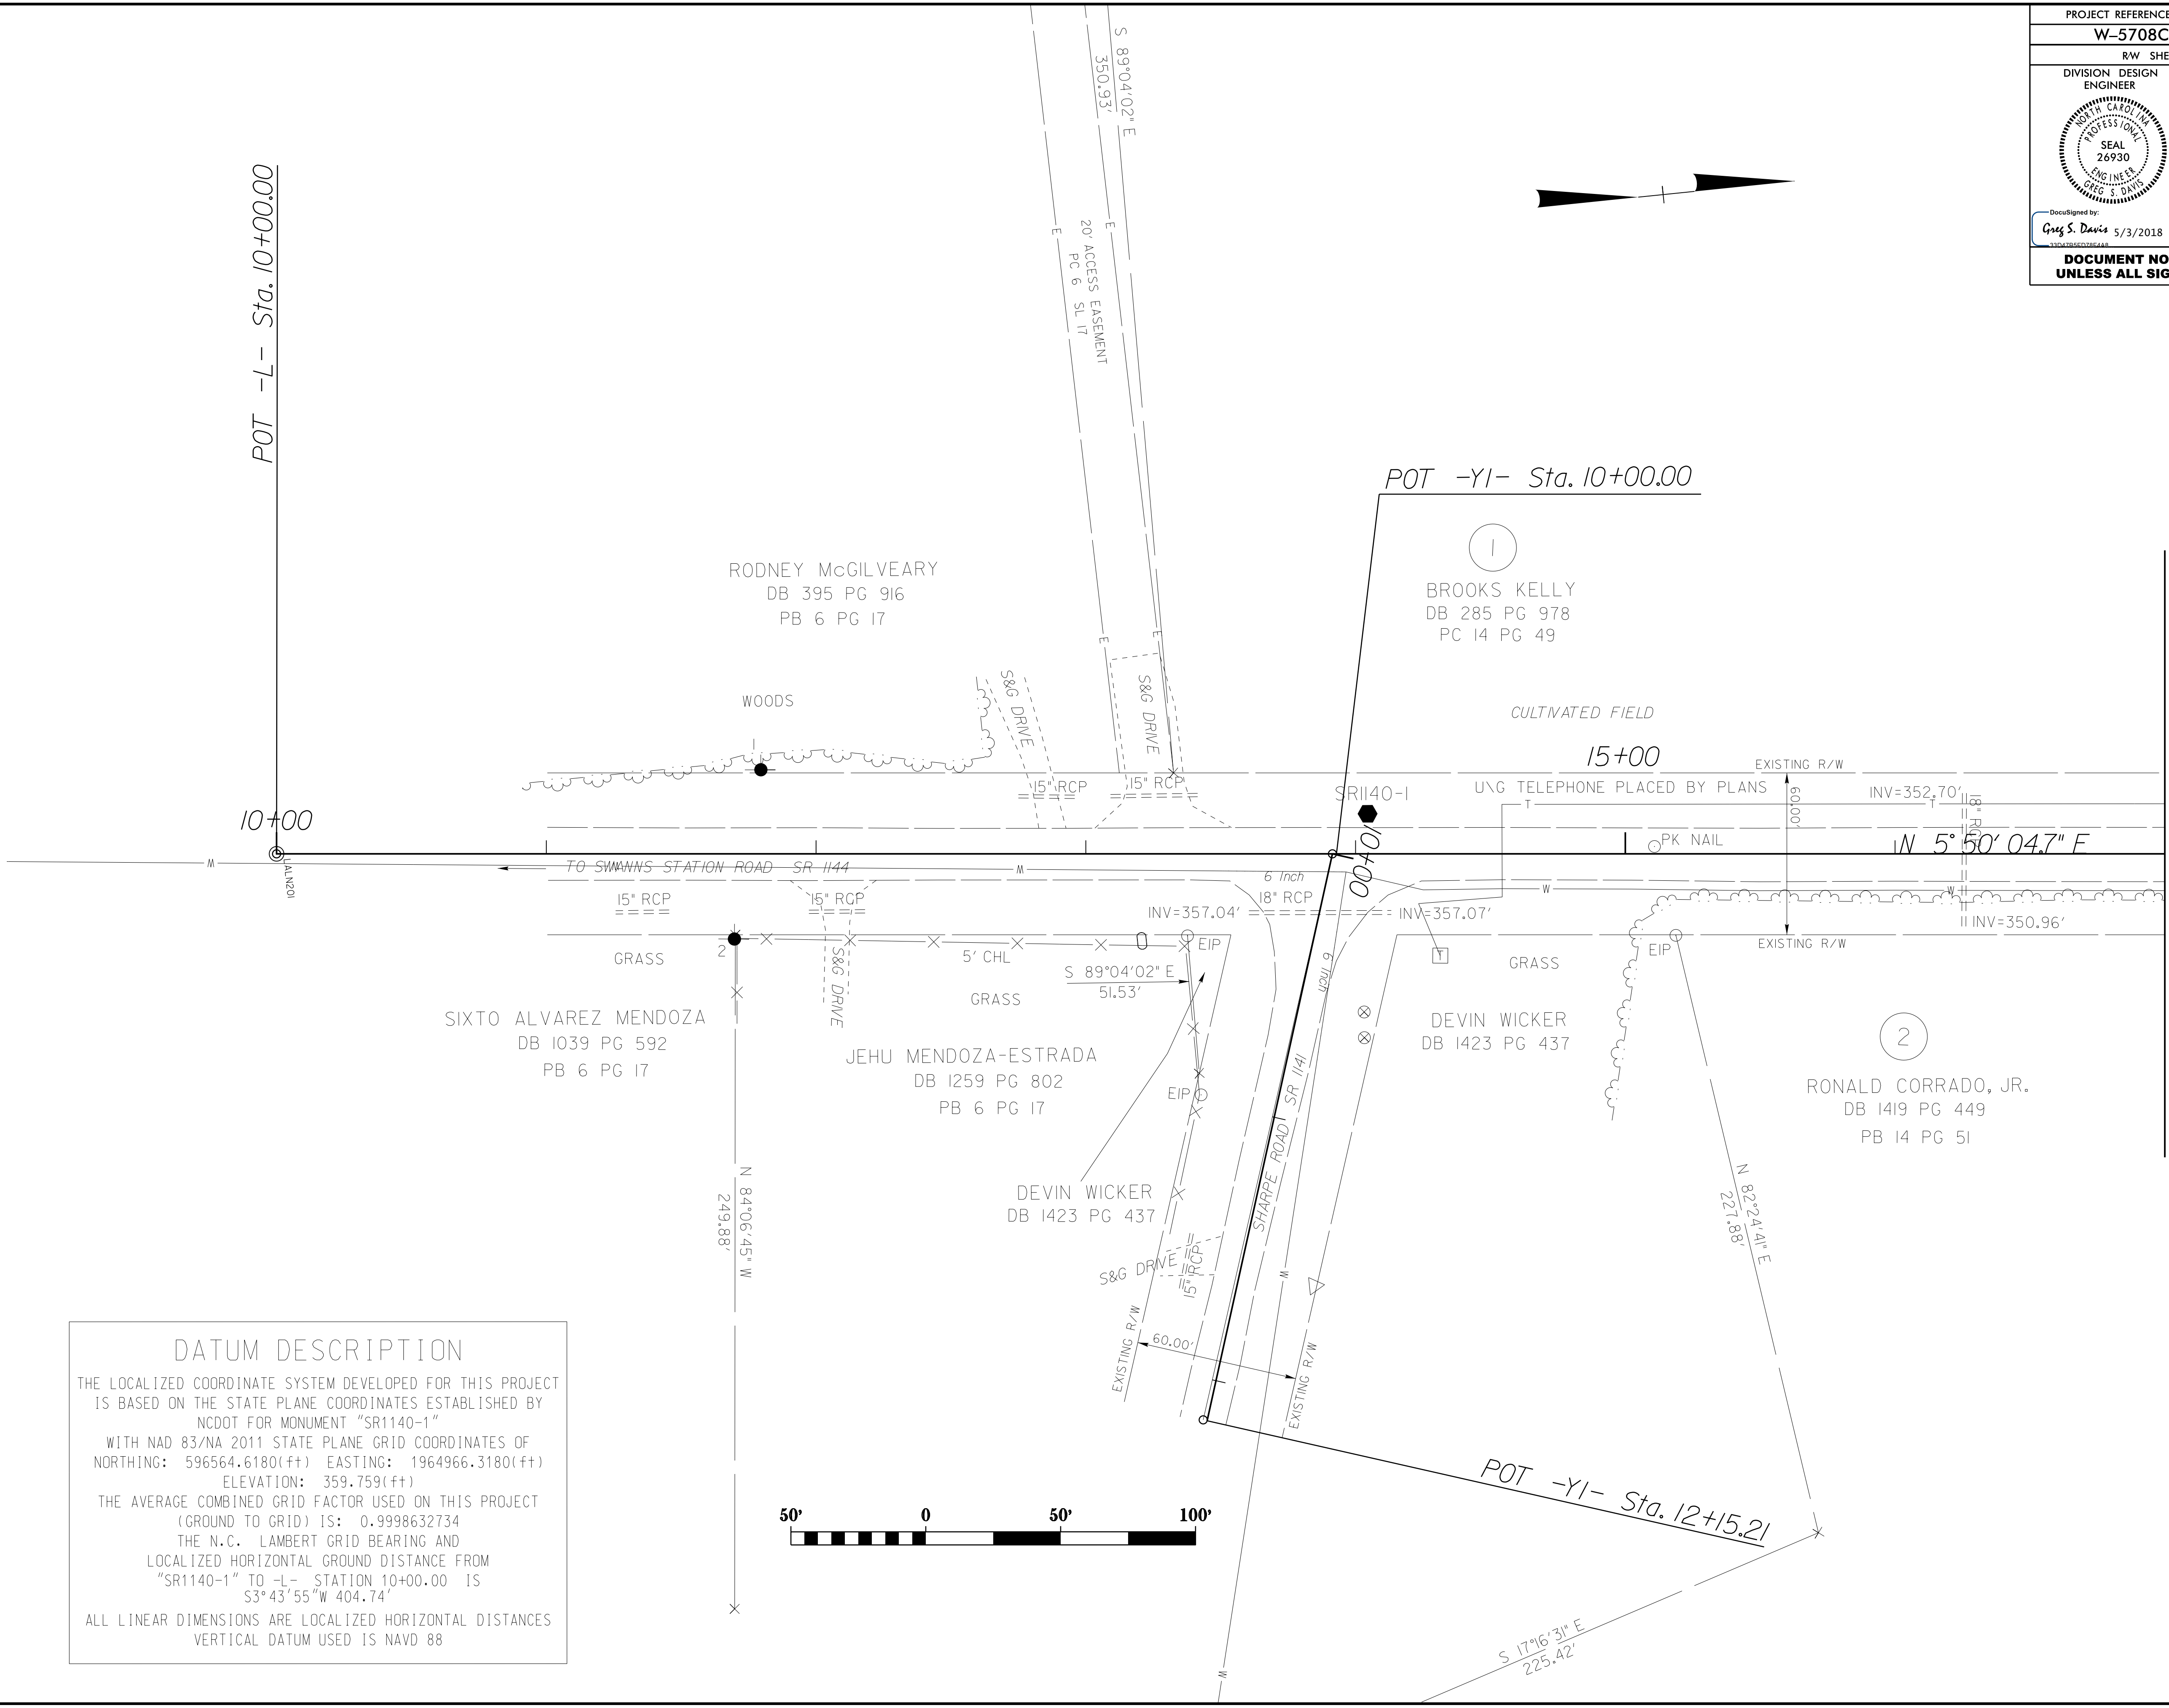 PROJECT REFERENCE
W–5708C
R/W SHE
DIVISION DESIGN
ENGINEER
NORTH CAROLINA
PROFESSIONAL
SEAL
26930
ENGINEER
GREG S. DAVIS
DocuSigned by:
Greg S. Davis 5/3/2018
DOCUMENT NO
UNLESS ALL SIG
S 89°04'02" E
350.93'
E
E
20' ACCESS EASEMENT
PC 6 SL 17
E
E
POT -L- Sta. 10+00.00
POT -Y1- Sta. 10+00.00
1
BROOKS KELLY
DB 285 PG 978
PC 14 PG 49
RODNEY McGILVEARY
DB 395 PG 916
PB 6 PG 17
WOODS
S&G DRIVE
S&G DRIVE
CULTIVATED FIELD
15+00
EXISTING R/W
15" RCP
15" RCP
SR1140-1
U\G TELEPHONE PLACED BY PLANS
60.00'
INV=352.70'
T
T
18" RCP
10+00
10+00
PK NAIL
N 5° 50' 04.7" E
LALN201
W
TO SWANNS STATION ROAD SR 1144
W
6 Inch
W
W
15" RCP
15" RCP
18" RCP
INV=357.04'
INV=357.07'
INV=350.96'
2
GRASS
S&G DRIVE
5' CHL
EIP
S 89°04'02" E
51.53'
GRASS
6 Inch
T
GRASS
EIP
EXISTING R/W
SIXTO ALVAREZ MENDOZA
DB 1039 PG 592
PB 6 PG 17
JEHU MENDOZA-ESTRADA
DB 1259 PG 802
PB 6 PG 17
EIP
DEVIN WICKER
DB 1423 PG 437
2
RONALD CORRADO, JR.
DB 1419 PG 449
PB 14 PG 51
N 84°06'45" W
249.88'
DEVIN WICKER
DB 1423 PG 437
SHARPE ROAD SR 1141
N 82°24'41" E
227.88'
S&G DRIVE
15" RCP
W
EXISTING R/W
60.00'
EXISTING R/W
POT -Y1- Sta. 12+15.21
50' 0 50' 100'
S 17°16'31" E
225.42'
W
DATUM DESCRIPTION
THE LOCALIZED COORDINATE SYSTEM DEVELOPED FOR THIS PROJECT
IS BASED ON THE STATE PLANE COORDINATES ESTABLISHED BY
NCDOT FOR MONUMENT "SR1140-1"
WITH NAD 83/NA 2011 STATE PLANE GRID COORDINATES OF
NORTHING: 596564.6180(ft) EASTING: 1964966.3180(ft)
ELEVATION: 359.759(ft)
THE AVERAGE COMBINED GRID FACTOR USED ON THIS PROJECT
(GROUND TO GRID) IS: 0.9998632734
THE N.C. LAMBERT GRID BEARING AND
LOCALIZED HORIZONTAL GROUND DISTANCE FROM
"SR1140-1" TO -L- STATION 10+00.00 IS
S3°43'55"W 404.74'
ALL LINEAR DIMENSIONS ARE LOCALIZED HORIZONTAL DISTANCES
VERTICAL DATUM USED IS NAVD 88